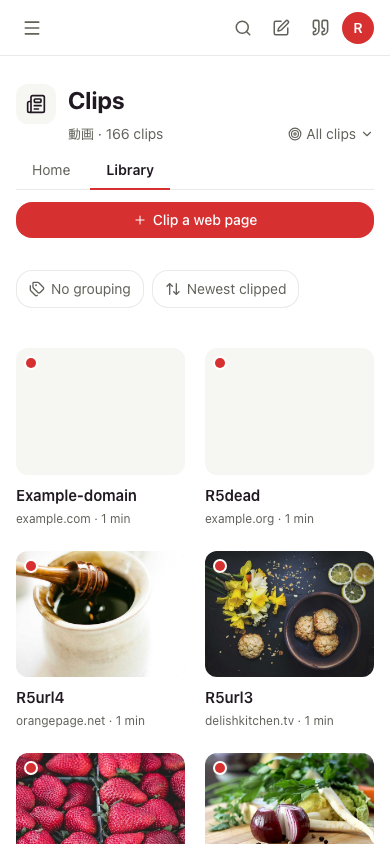 R
Clips
動画 · 166 clips
All clips
Home
Library
+ Clip a web page
No grouping
Newest clipped
Example-domain
example.com · 1 min
R5dead
example.org · 1 min
R5url4
orangepage.net · 1 min
R5url3
delishkitchen.tv · 1 min